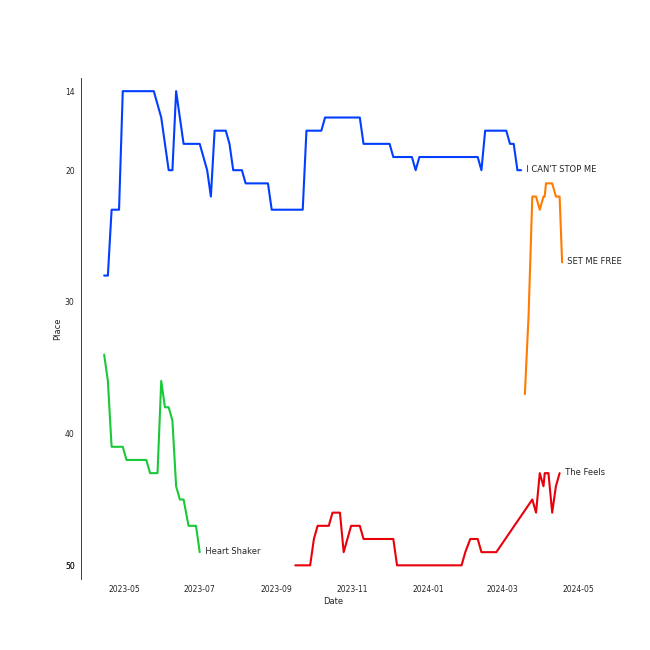 14
20
30
40
50
Place
I CAN'T STOP ME
SET ME FREE
The Feels
Heart Shaker
2023-05 2023-07 2023-09 2023-11 2024-01 2024-03 2024-05
Date